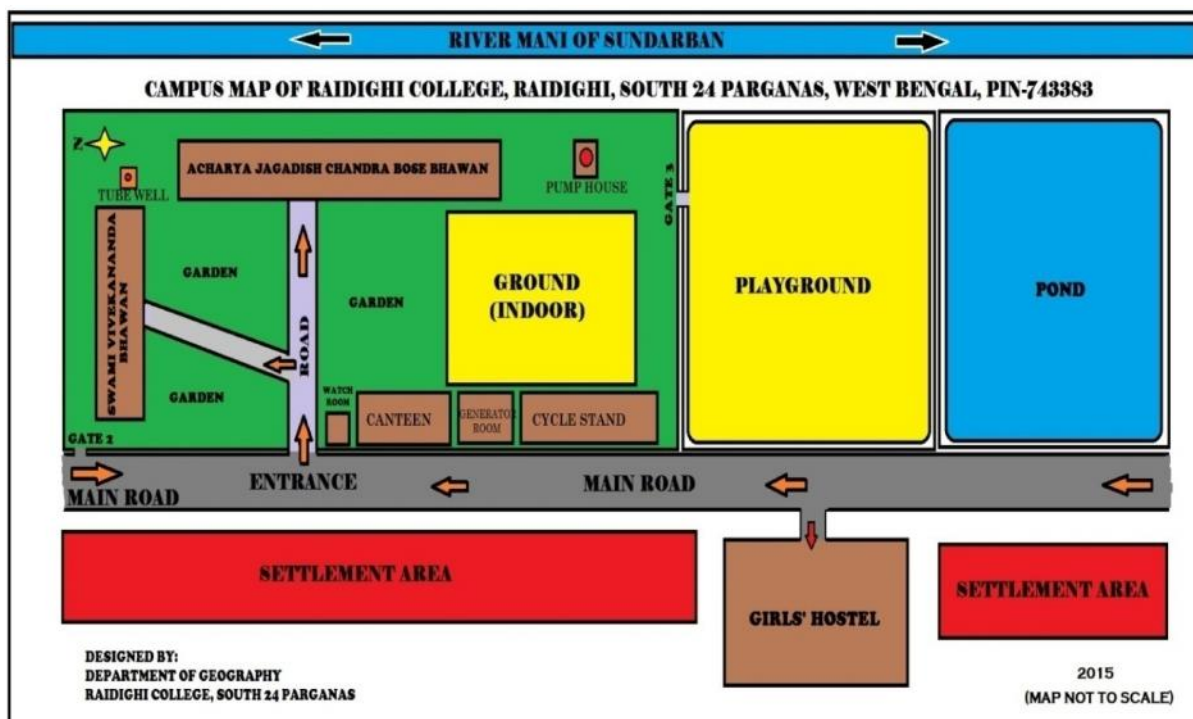 RIVER MANI OF SUNDARBAN
CAMPUS MAP OF RAIDIGHI COLLEGE, RAIDIGHI, SOUTH 24 PARGANAS, WEST BENGAL, PIN-743383
N
TUBE WELL
ACHARYA JAGADISH CHANDRA BOSE BHAWAN
PUMP HOUSE
GATE 3
SWAMI VIVEKANANDA
BHAWAN
GARDEN
GARDEN
ROAD
GARDEN
GROUND
(INDOOR)
PLAYGROUND
POND
WATCH
ROOM
CANTEEN
GENERATOR
ROOM
CYCLE STAND
GATE 2
MAIN ROAD
ENTRANCE
MAIN ROAD
SETTLEMENT AREA
GIRLS' HOSTEL
SETTLEMENT AREA
DESIGNED BY:
DEPARTMENT OF GEOGRAPHY
RAIDIGHI COLLEGE, SOUTH 24 PARGANAS
2015
(MAP NOT TO SCALE)